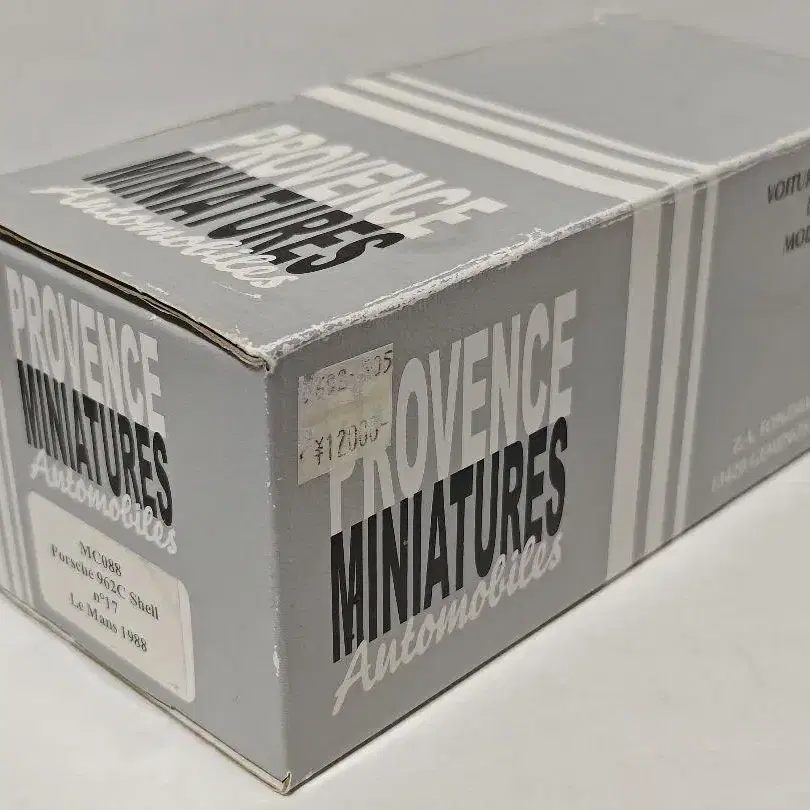 PROVENCE
MINIATURES
Automobiles
PROVENCE
MINIATURES
Automobiles
MC088
Porsche 962C Shell
n°17
Le Mans 1988
¥12000-
PROVENCE
MINIATURES
Automobiles